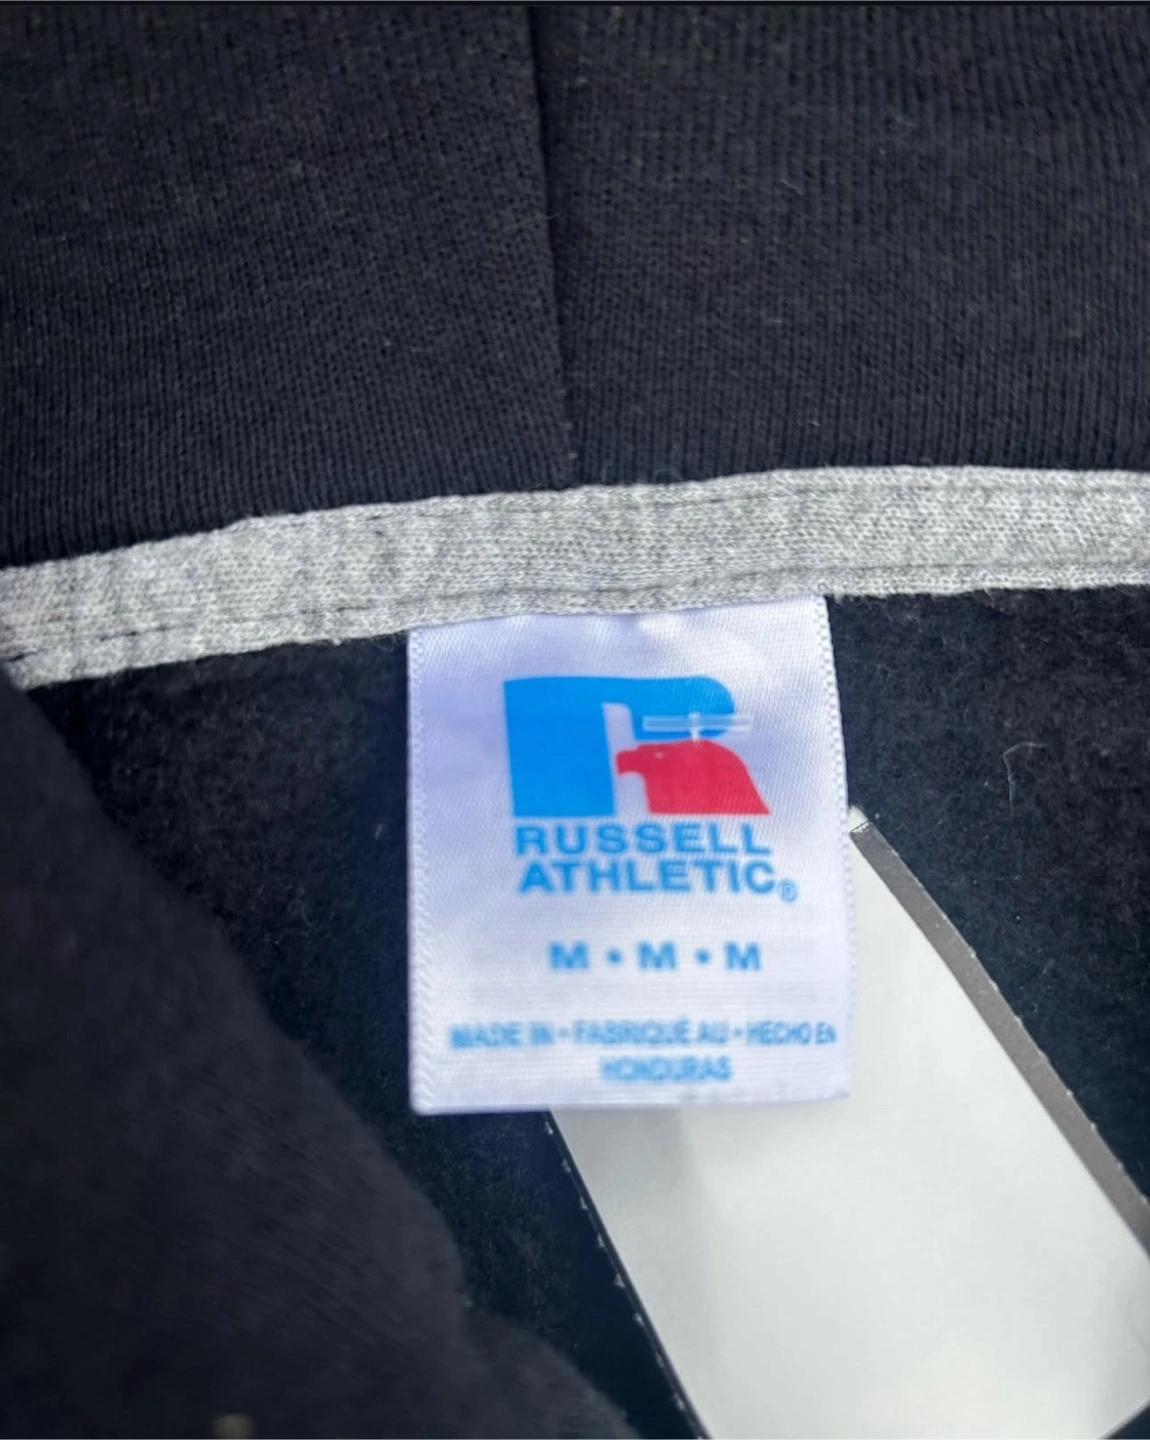 RUSSELL
ATHLETIC®
M • M • M
MADE IN • FABRIQUÉ AU • HECHO EN
HONDURAS